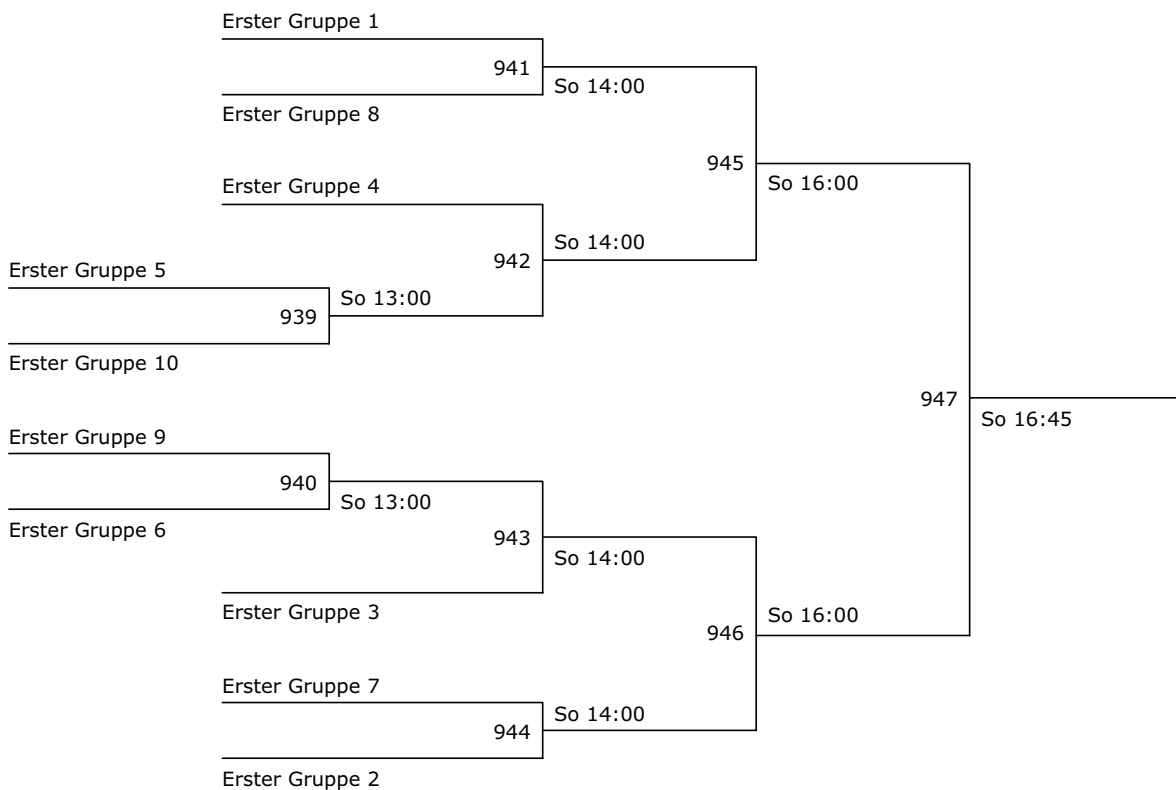 Erster Gruppe 1
941
So 14:00
Erster Gruppe 8
945
So 16:00
Erster Gruppe 4
942
So 14:00
Erster Gruppe 5
939
So 13:00
Erster Gruppe 10
947
So 16:45
Erster Gruppe 9
940
So 13:00
Erster Gruppe 6
943
So 14:00
Erster Gruppe 3
946
So 16:00
Erster Gruppe 7
944
So 14:00
Erster Gruppe 2